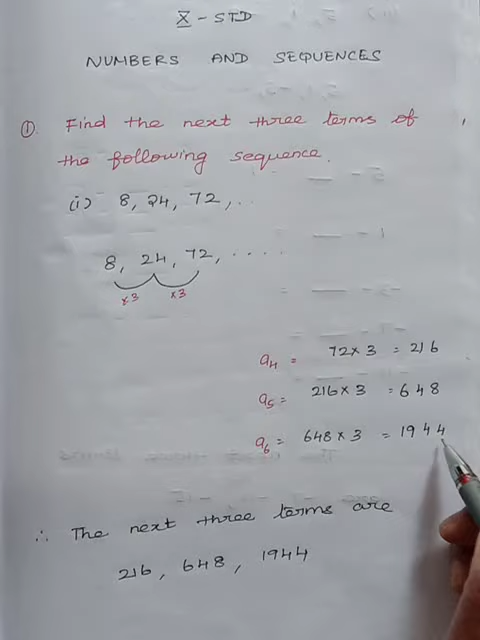 X - STD
NUMBERS AND SEQUENCES
① Find the next three terms of
the following sequence.
(i) 8, 24, 72, ..
8, 24, 72, ....
×3 ×3
a4 = 72 × 3 = 216
a5 = 216 × 3 = 648
a6 = 648 × 3 = 1944
∴ The next three terms are
216, 648, 1944